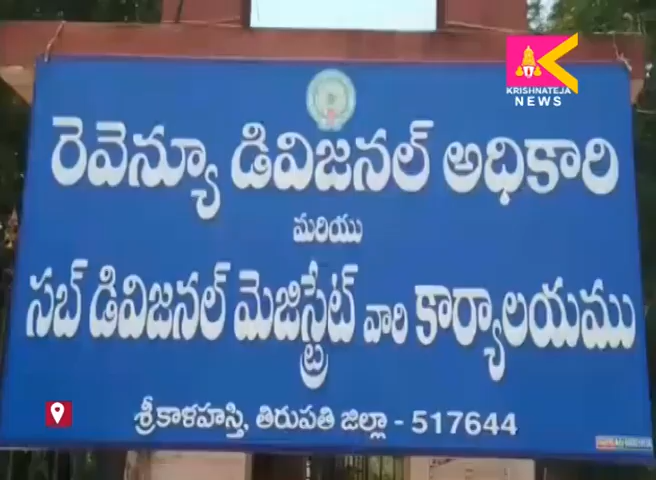 KRISHNATEJA
NEWS
రెవెన్యూ డివిజనల్ అధికారి
మరియు
సబ్ డివిజనల్ మెజిస్ట్రేట్ వారి కార్యాలయము
శ్రీకాళహస్తి, తిరుపతి జిల్లా - 517644